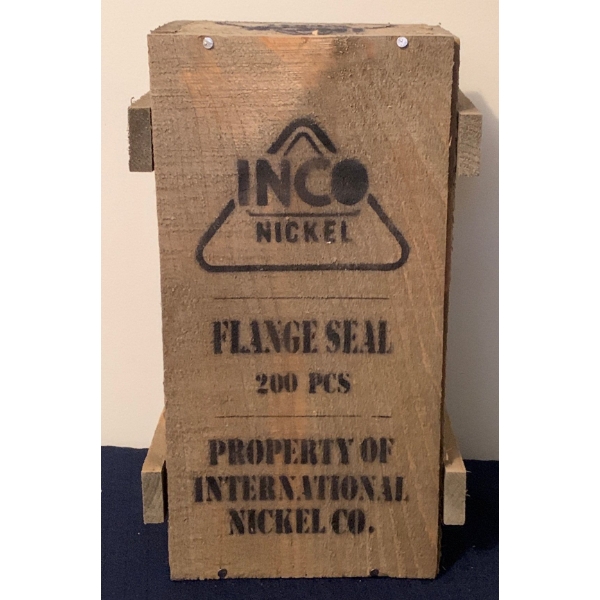 INCO
NICKEL
FLANGE SEAL
200 PCS
PROPERTY OF
INTERNATIONAL
NICKEL CO.